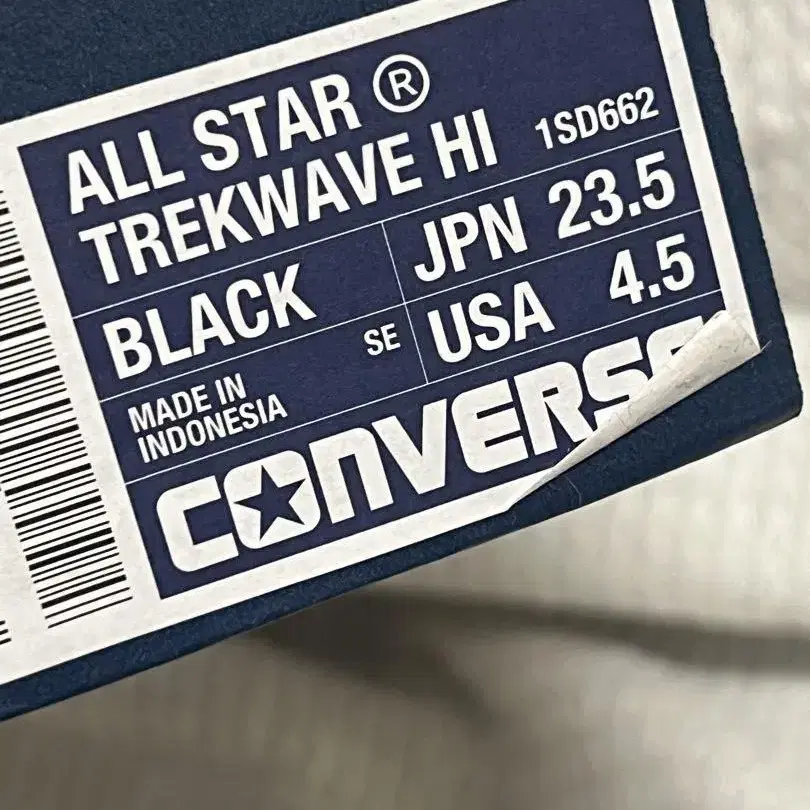 ALL STAR ®
TREKWAVE HI 1SD662
BLACK JPN 23.5
SE USA 4.5
MADE IN
INDONESIA
CONVERSE